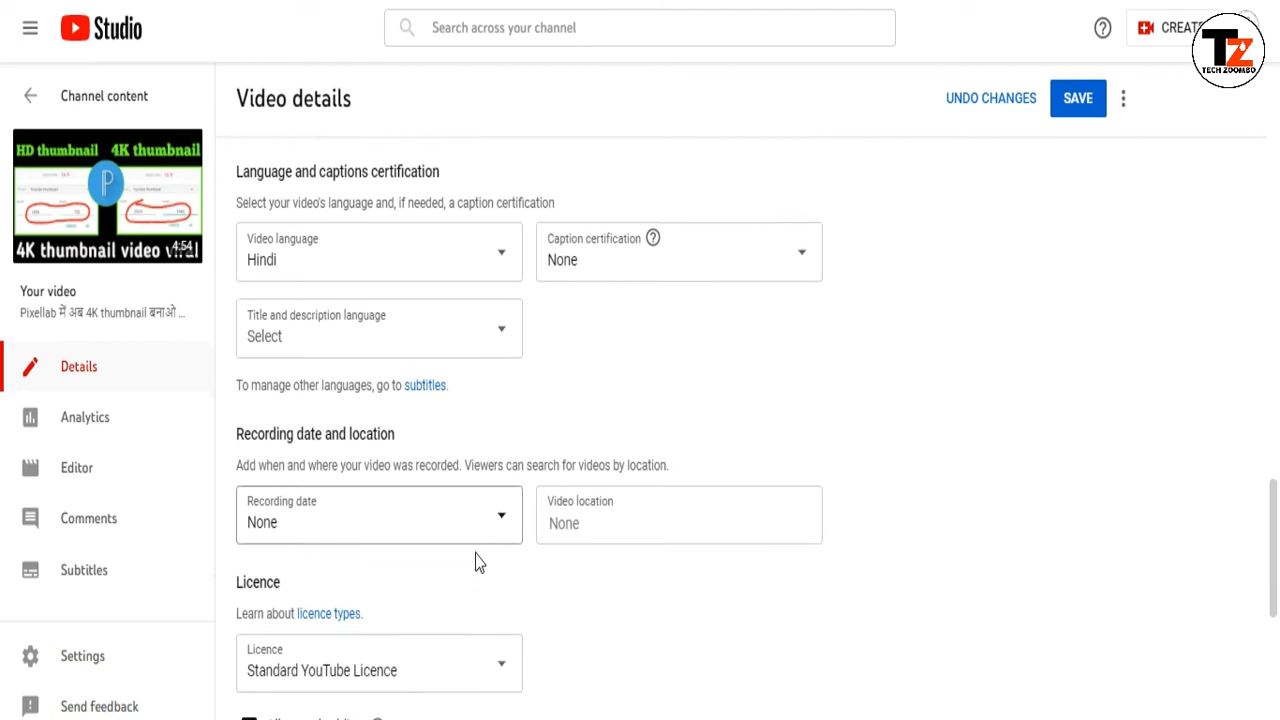 Studio
Search across your channel
CREATE
TZ
TECH ZOOMBO
Channel content
HD thumbnail 4K thumbnail
P
4:54
4K thumbnail video viral
Your video
Pixellab में अब 4K thumbnail बनाओ ...
Details
Analytics
Editor
Comments
Subtitles
Settings
Send feedback
Video details
UNDO CHANGES
SAVE
Language and captions certification
Select your video's language and, if needed, a caption certification
Video language
Hindi
Caption certification
None
Title and description language
Select
To manage other languages, go to subtitles.
Recording date and location
Add when and where your video was recorded. Viewers can search for videos by location.
Recording date
None
Video location
None
Licence
Learn about licence types.
Licence
Standard YouTube Licence